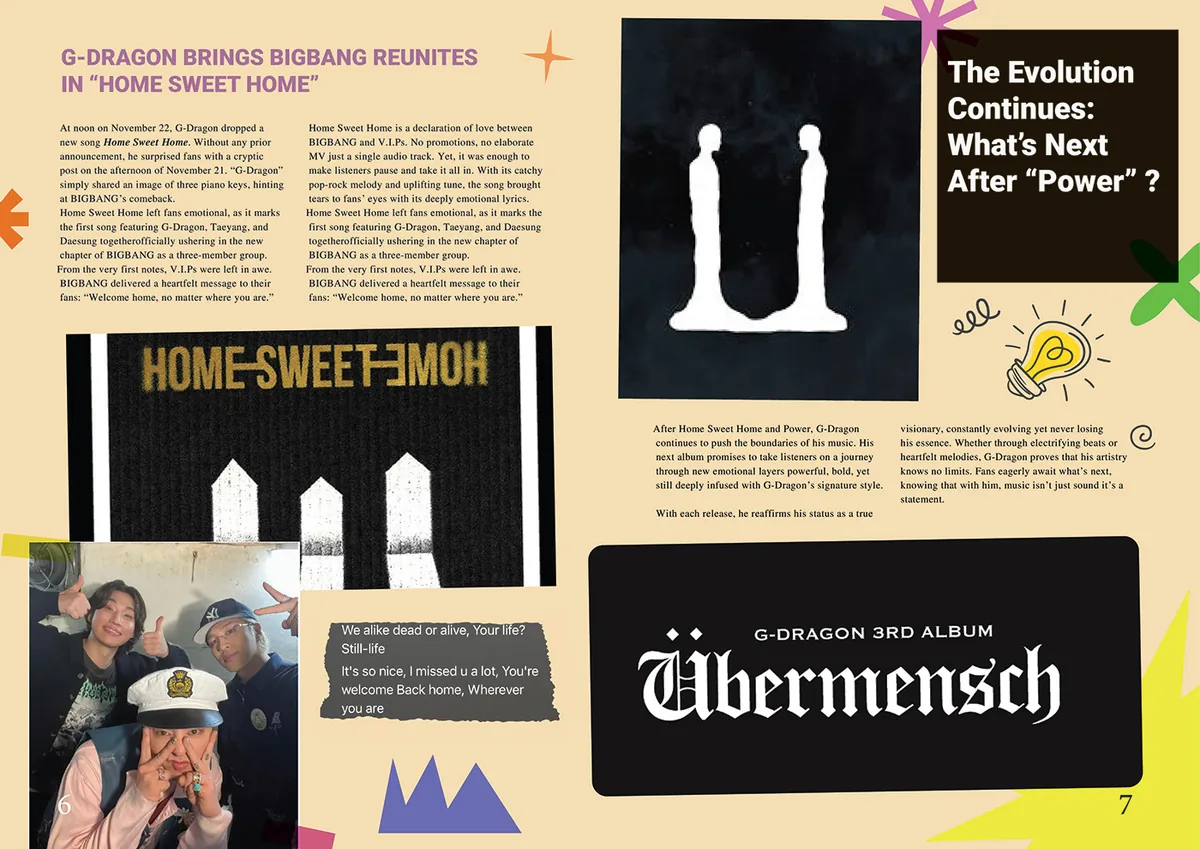 G-DRAGON BRINGS BIGBANG REUNITES
IN “HOME SWEET HOME”
At noon on November 22, G-Dragon dropped a
new song Home Sweet Home. Without any prior
announcement, he surprised fans with a cryptic
post on the afternoon of November 21. “G-Dragon”
simply shared an image of three piano keys, hinting
at BIGBANG’s comeback.
Home Sweet Home left fans emotional, as it marks
the first song featuring G-Dragon, Taeyang, and
Daesung togetherofficially ushering in the new
chapter of BIGBANG as a three-member group.
From the very first notes, V.I.Ps were left in awe.
BIGBANG delivered a heartfelt message to their
fans: “Welcome home, no matter where you are.”
Home Sweet Home is a declaration of love between
BIGBANG and V.I.Ps. No promotions, no elaborate
MV just a single audio track. Yet, it was enough to
make listeners pause and take it all in. With its catchy
pop-rock melody and uplifting tune, the song brought
tears to fans’ eyes with its deeply emotional lyrics.
Home Sweet Home left fans emotional, as it marks the
first song featuring G-Dragon, Taeyang, and Daesung
togetherofficially ushering in the new chapter of
BIGBANG as a three-member group.
From the very first notes, V.I.Ps were left in awe.
BIGBANG delivered a heartfelt message to their
fans: “Welcome home, no matter where you are.”
HOME SWEET HOME
We alike dead or alive, Your life?
Still-life
It's so nice, I missed u a lot, You're
welcome Back home, Wherever
you are
6
The Evolution
Continues:
What’s Next
After “Power” ?
After Home Sweet Home and Power, G-Dragon
continues to push the boundaries of his music. His
next album promises to take listeners on a journey
through new emotional layers powerful, bold, yet
still deeply infused with G-Dragon’s signature style.
With each release, he reaffirms his status as a true
visionary, constantly evolving yet never losing
his essence. Whether through electrifying beats or
heartfelt melodies, G-Dragon proves that his artistry
knows no limits. Fans eagerly await what’s next,
knowing that with him, music isn’t just sound it’s a
statement.
G-DRAGON 3RD ALBUM
Übermensch
7